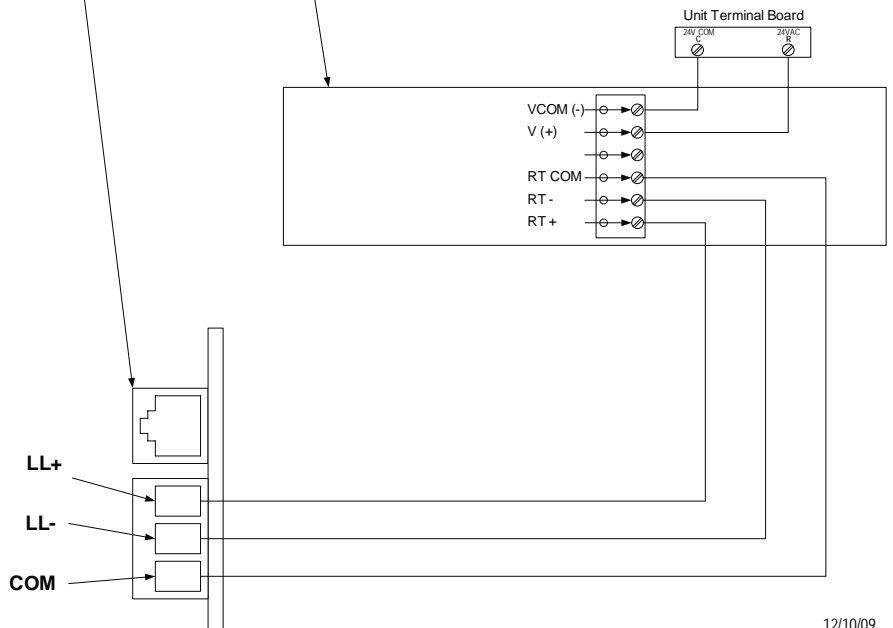 Unit Terminal Board
24V COM 24VAC
C R
VCOM (-)
V (+)
RT COM
RT -
RT +
LL+
LL-
COM
12/10/09